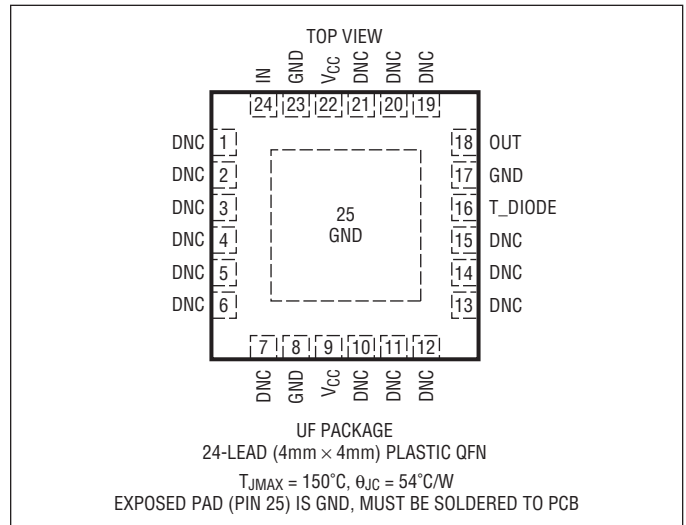 TOP VIEW
IN GND VCC DNC DNC DNC
24 23 22 21 20 19
DNC 1
DNC 2
DNC 3
DNC 4
DNC 5
DNC 6
25
GND
18 OUT
17 GND
16 T_DIODE
15 DNC
14 DNC
13 DNC
7 8 9 10 11 12
DNC GND VCC DNC DNC DNC
UF PACKAGE
24-LEAD (4mm × 4mm) PLASTIC QFN
TJMAX = 150°C, θJC = 54°C/W
EXPOSED PAD (PIN 25) IS GND, MUST BE SOLDERED TO PCB